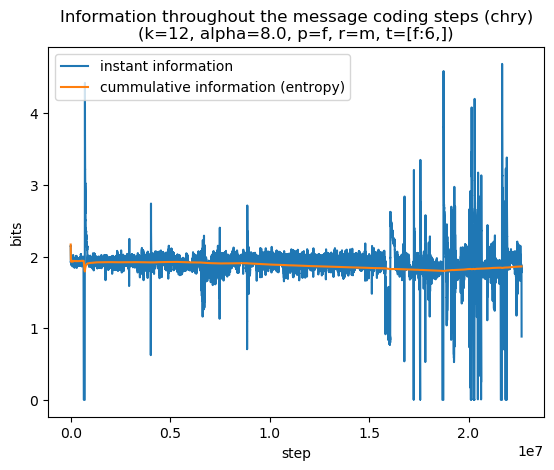 Information throughout the message coding steps (chry)
(k=12, alpha=8.0, p=f, r=m, t=[f:6,])
instant information
cummulative information (entropy)
4
3
2
1
0
bits
0.0 0.5 1.0 1.5 2.0
1e7
step